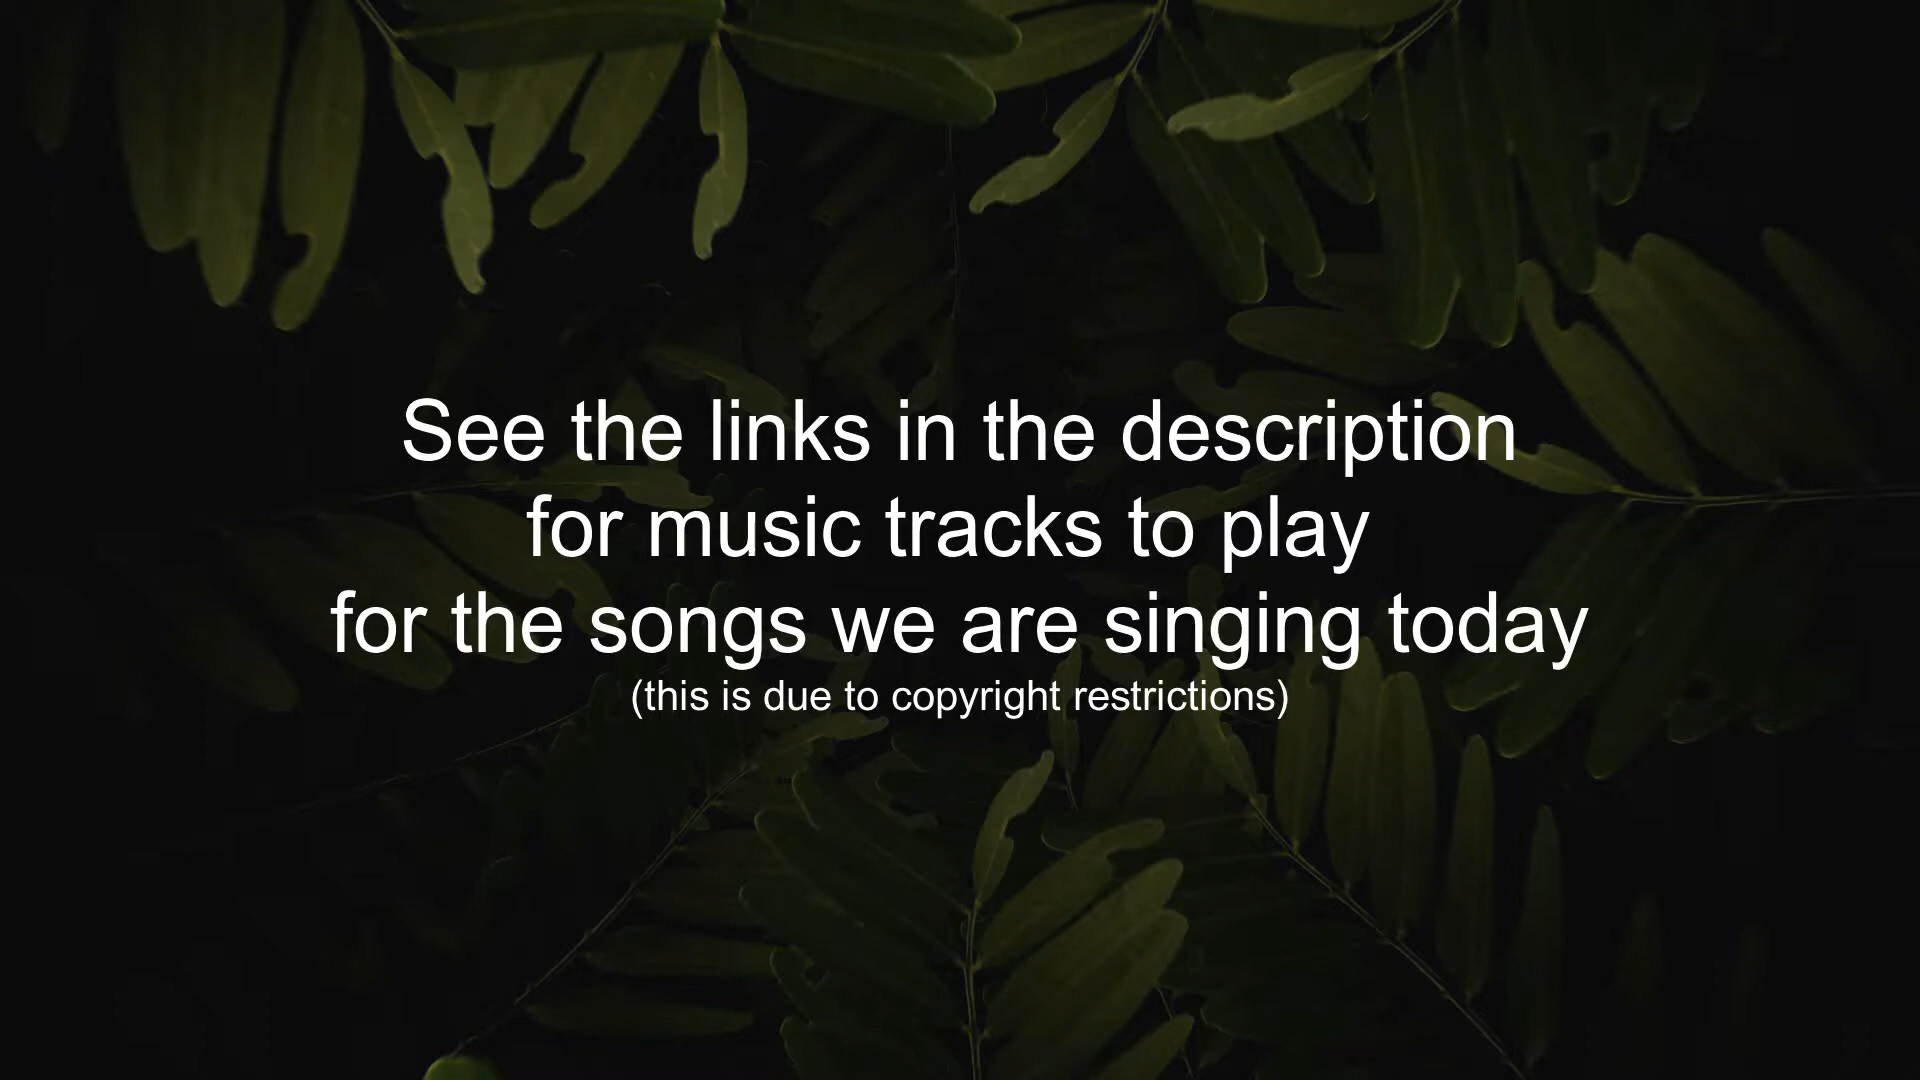 See the links in the description
for music tracks to play
for the songs we are singing today
(this is due to copyright restrictions)